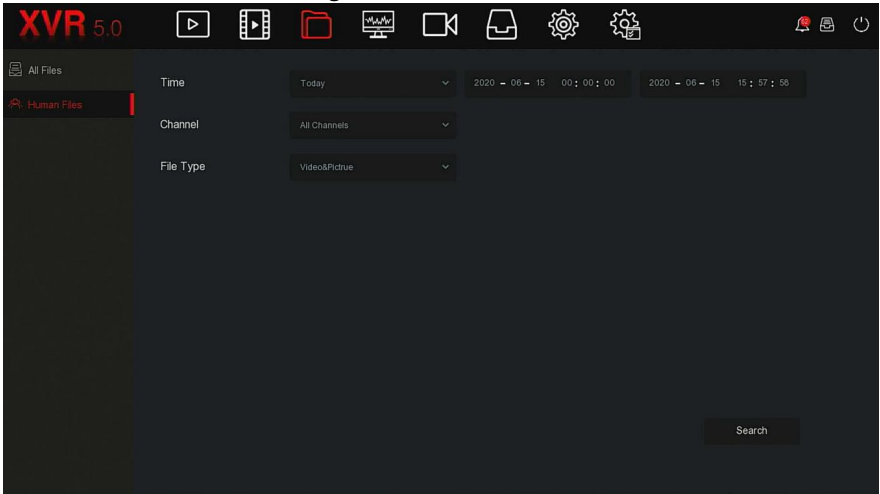 XVR 5.0
All Files
Human Files
Time Today 2020 - 06 - 15 00 : 00 : 00 2020 - 06 - 15 15 : 57 : 58
Channel All Channels
File Type Video&Pictrue
Search